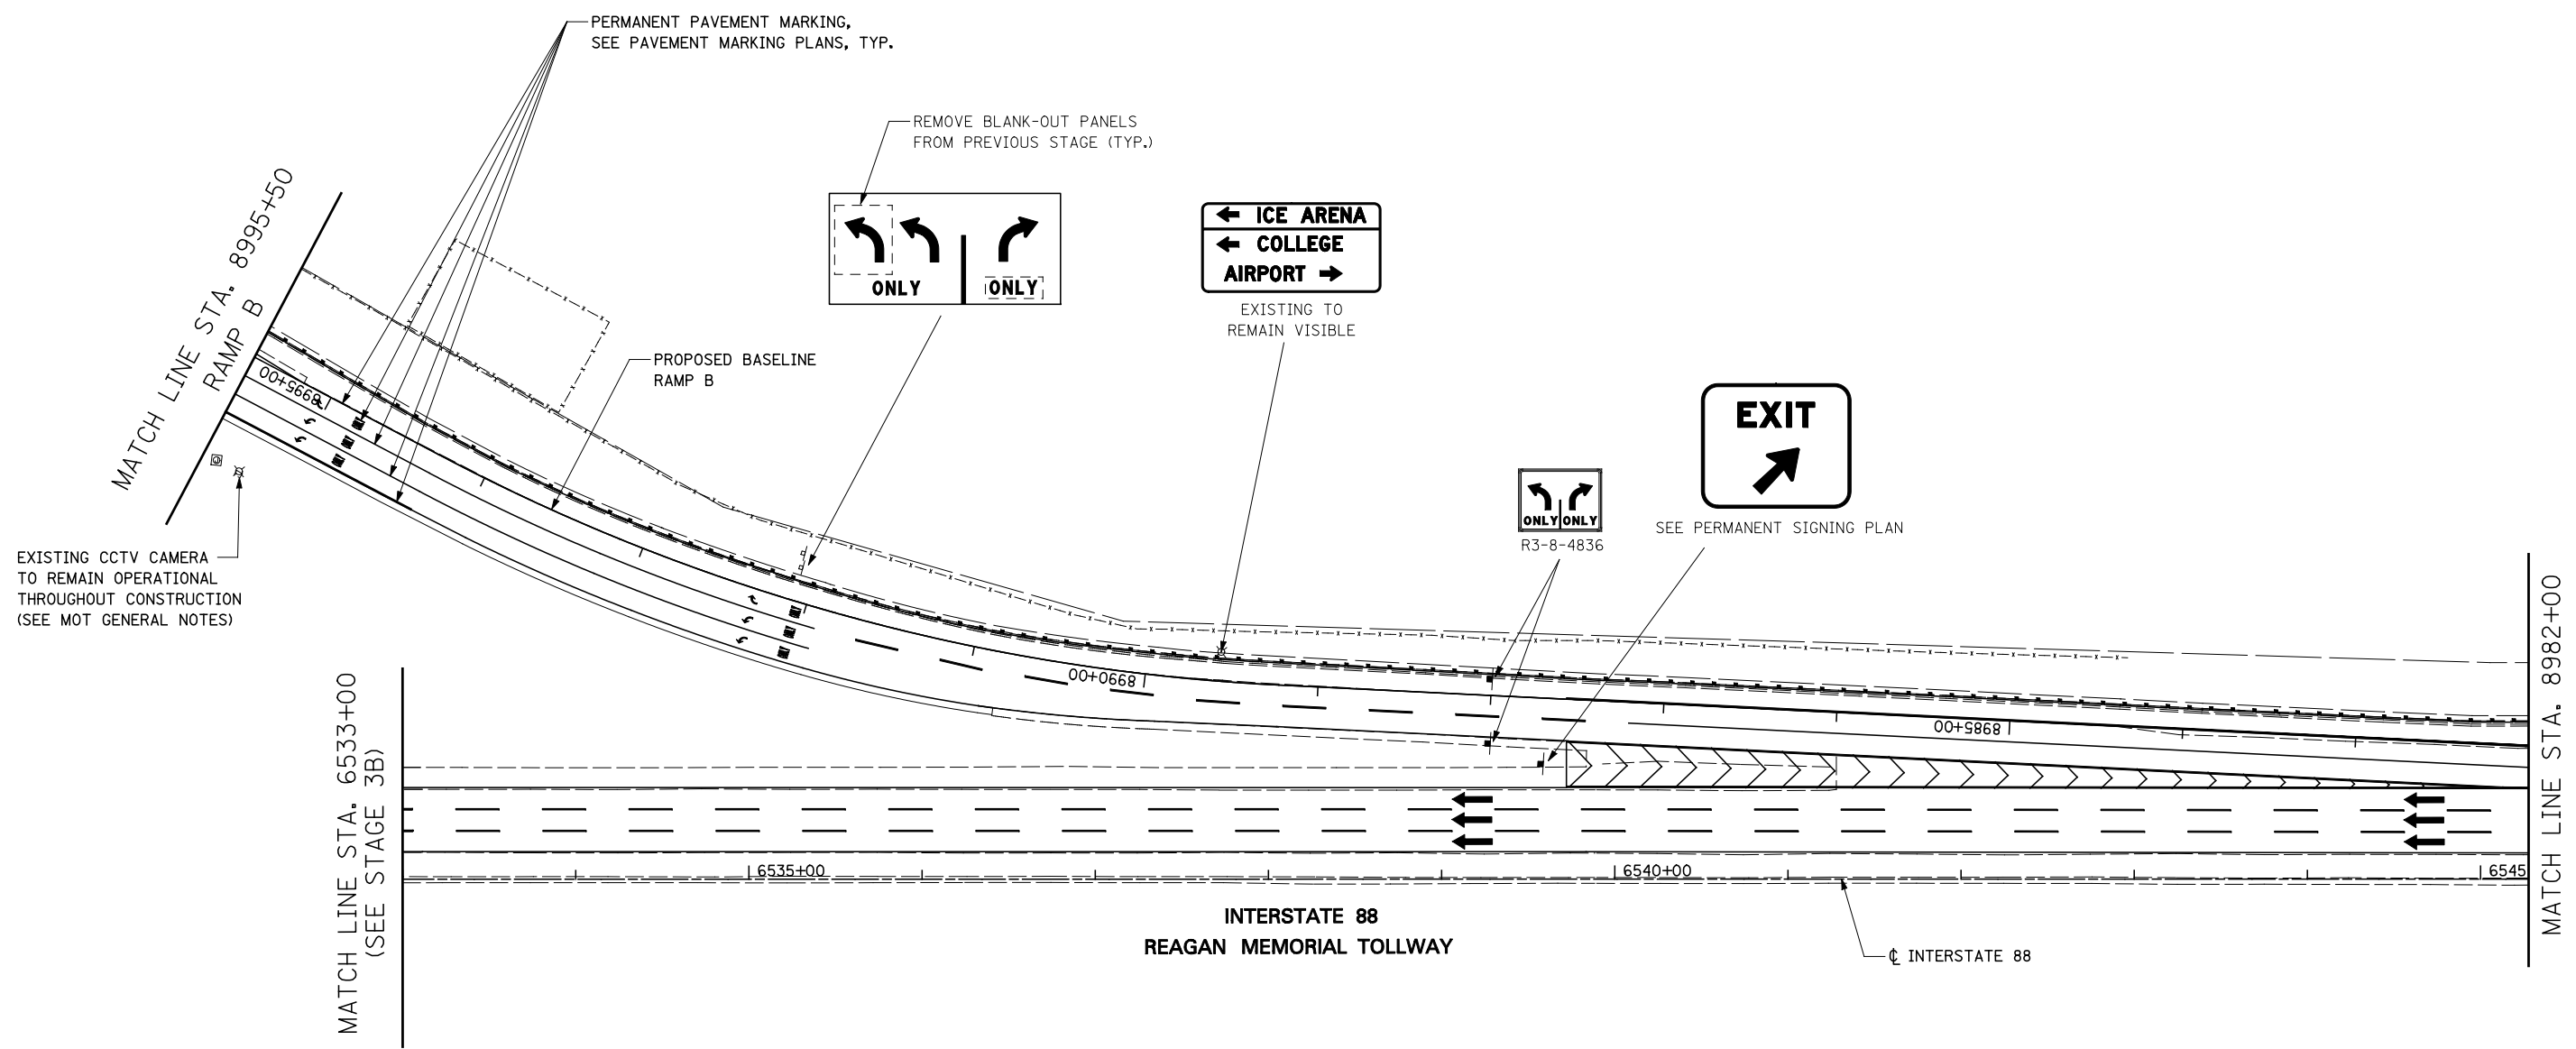 PERMANENT PAVEMENT MARKING,
SEE PAVEMENT MARKING PLANS, TYP.
REMOVE BLANK-OUT PANELS
FROM PREVIOUS STAGE (TYP.)
MATCH LINE STA. 8995+50
RAMP B
ONLY
ONLY
ICE ARENA
COLLEGE
AIRPORT
EXISTING TO
REMAIN VISIBLE
PROPOSED BASELINE
RAMP B
8995+00
EXIT
SEE PERMANENT SIGNING PLAN
ONLY ONLY
R3-8-4836
EXISTING CCTV CAMERA
TO REMAIN OPERATIONAL
THROUGHOUT CONSTRUCTION
(SEE MOT GENERAL NOTES)
8990+00
8985+00
MATCH LINE STA. 6533+00
(SEE STAGE 3B)
MATCH LINE STA. 8982+00
6535+00
6540+00
6545
INTERSTATE 88
REAGAN MEMORIAL TOLLWAY
℄ INTERSTATE 88